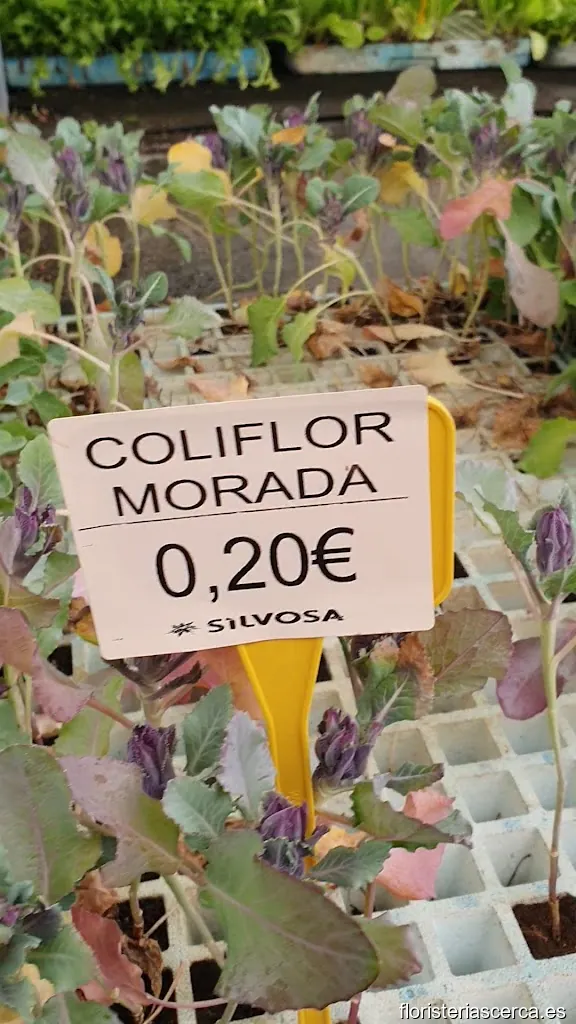 COLIFLOR
MORADA
0,20€
SILVOSA
floristeriascerca.es